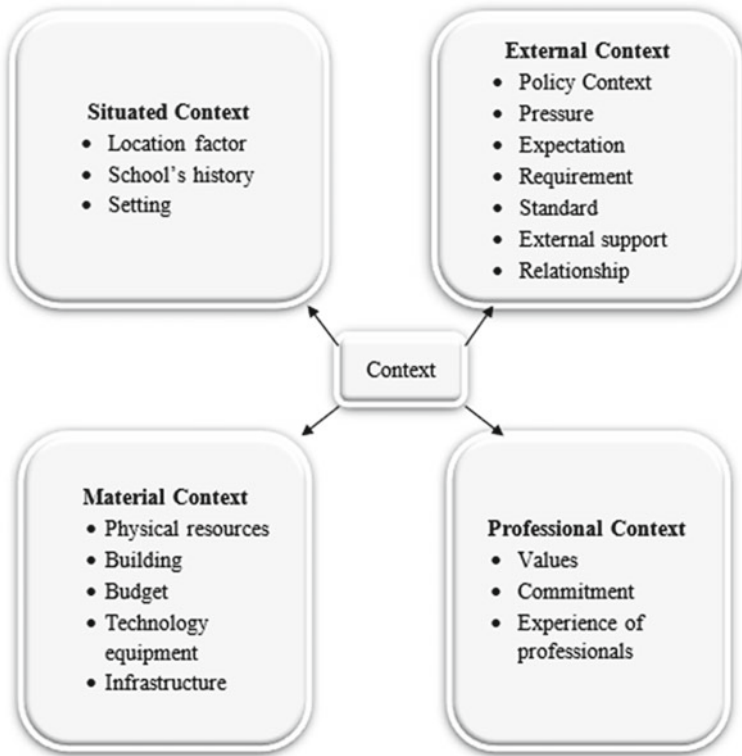 Situated Context
• Location factor
• School's history
• Setting
External Context
• Policy Context
• Pressure
• Expectation
• Requirement
• Standard
• External support
• Relationship
Context
Material Context
• Physical resources
• Building
• Budget
• Technology
equipment
• Infrastructure
Professional Context
• Values
• Commitment
• Experience of
professionals